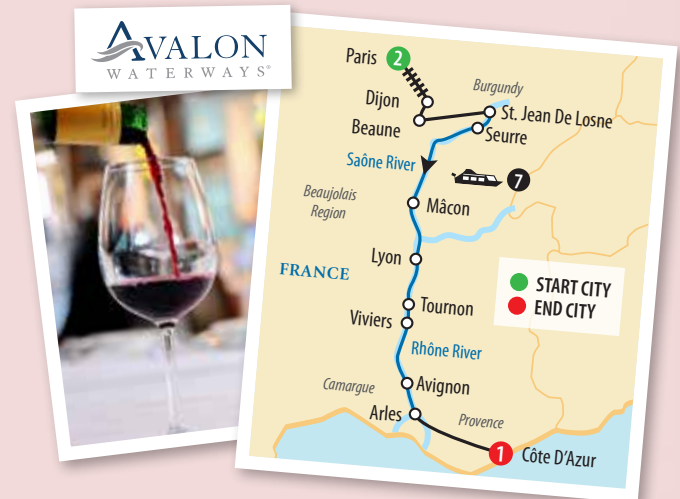 AVALON
WATERWAYS®
Paris
2
Burgundy
Dijon
St. Jean De Losne
Beaune
Seurre
Saône River
7
Beaujolais
Region
Mâcon
Lyon
FRANCE
START CITY
END CITY
Tournon
Viviers
Rhône River
Camargue
Avignon
Arles
Provence
1
Côte D'Azur